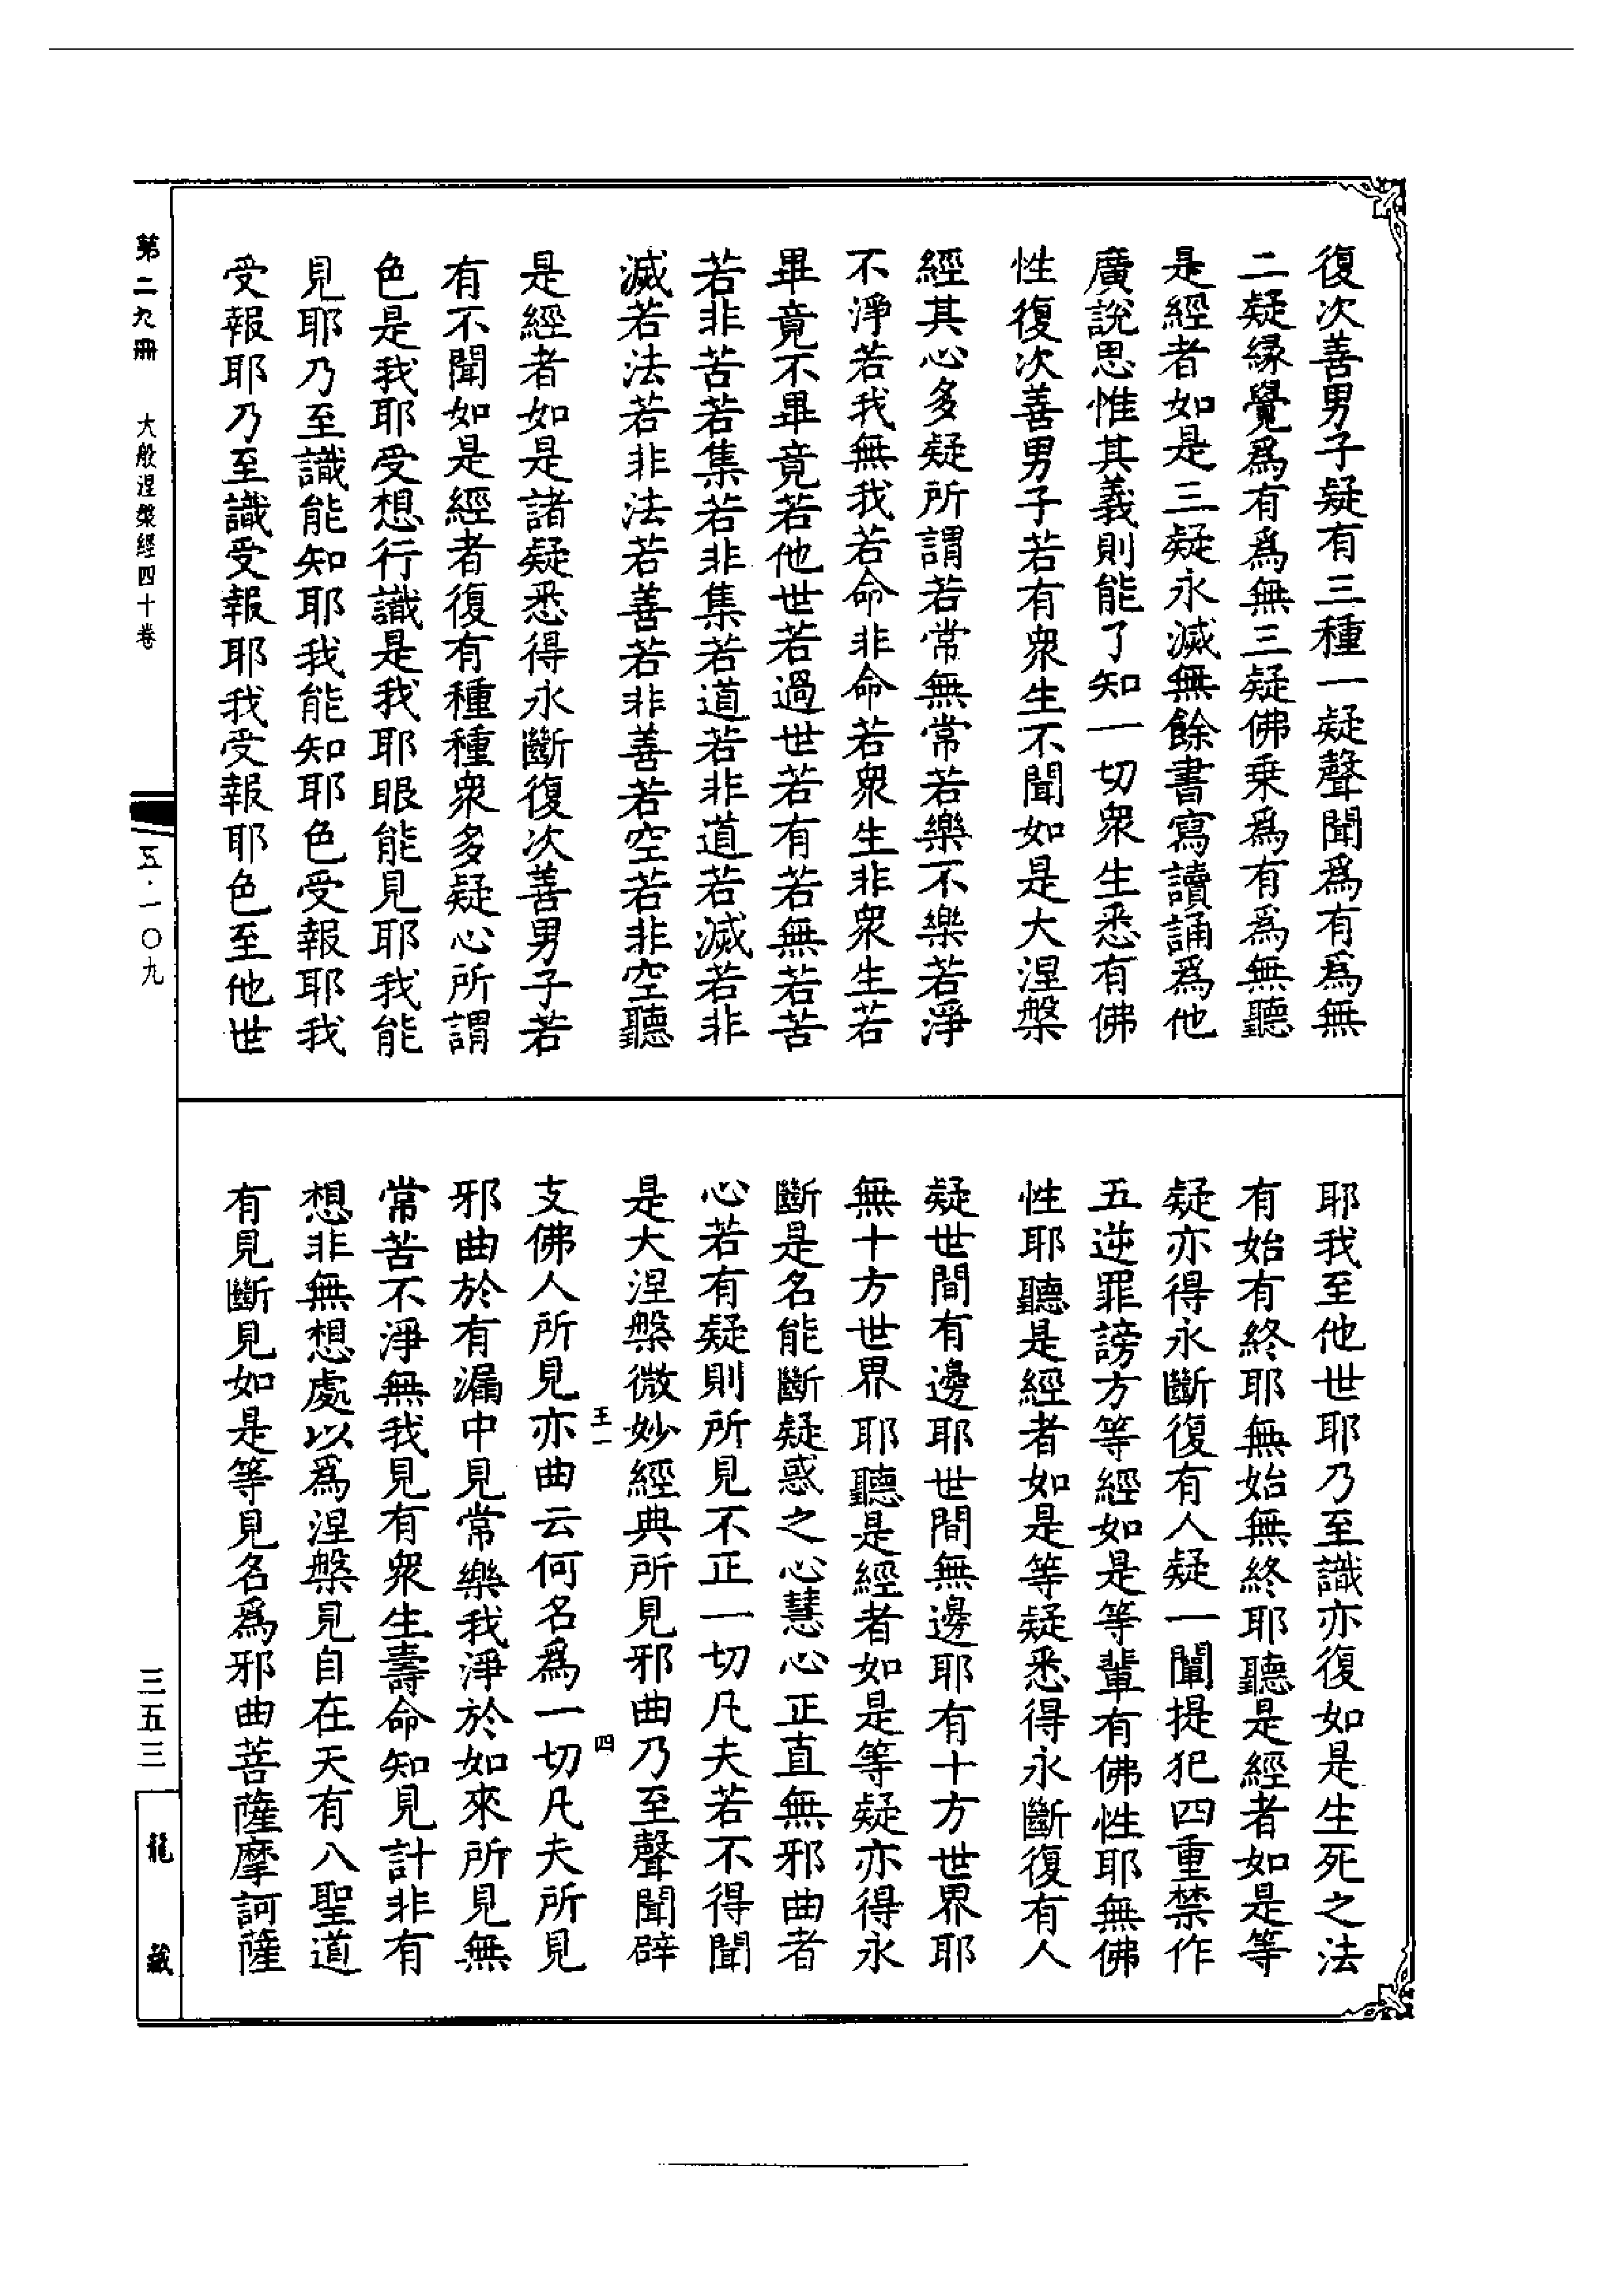 復次善男子疑有三種一疑聲聞爲有爲無
二疑緣覺爲有爲無三疑佛乗爲有爲無聽
是經者如是三疑永滅無餘書寫讀誦爲他
廣說思惟其義則能了知一切衆生悉有佛
性復次善男子若有衆生不聞如是大涅槃
經其心多疑所謂若常無常若樂不樂若淨
不淨若我無我若命非命若衆生非衆生若
畢竟不畢竟若他世若過世若有若無若苦
若非苦若集若非集若道若非道若滅若非
滅若法若非法若善若非善若空若非空聽
是經者如是諸疑悉得永斷復次善男子若
有不聞如是經者復有種種衆多疑心所謂
色是我耶受想行識是我耶眼能見耶我能
見耶乃至識能知耶我能知耶色受報耶我
受報耶乃至識受報耶我受報耶色至他世
耶我至他世耶乃至識亦復如是生死之法
有始有終耶無始無終耶聽是經者如是等
疑亦得永斷復有人疑一闡提犯四重禁作
五逆罪謗方等經如是等輩有佛性耶無佛
性耶聽是經者如是等疑悉得永斷復有人
疑世間有邊耶世間無邊耶有十方世界耶
無十方世界耶聽是經者如是等疑亦得永
斷是名能斷疑惑之心慧心正直無邪曲者
心若有疑則所見不正一切凡夫若不得聞
是大涅槃微妙經典所見邪曲乃至聲聞辟
王一 四
支佛人所見亦曲云何名爲一切凡夫所見
邪曲於有漏中見常樂我淨於如來所見無
常苦不淨無我見有衆生壽命知見計非有
想非無想處以爲涅槃見自在天有八聖道
有見斷見如是等見名爲邪曲菩薩摩訶薩
第二九冊 大般涅槃經四十卷
五·一〇九
三五三
龍藏